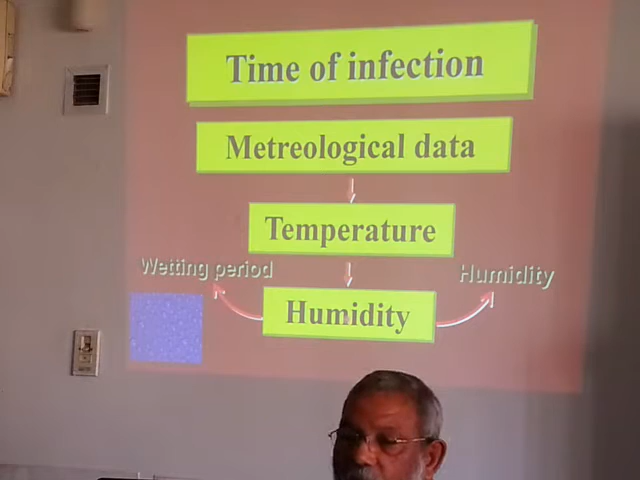 Time of infection
Metreological data
Temperature
Wetting period
Humidity
Humidity